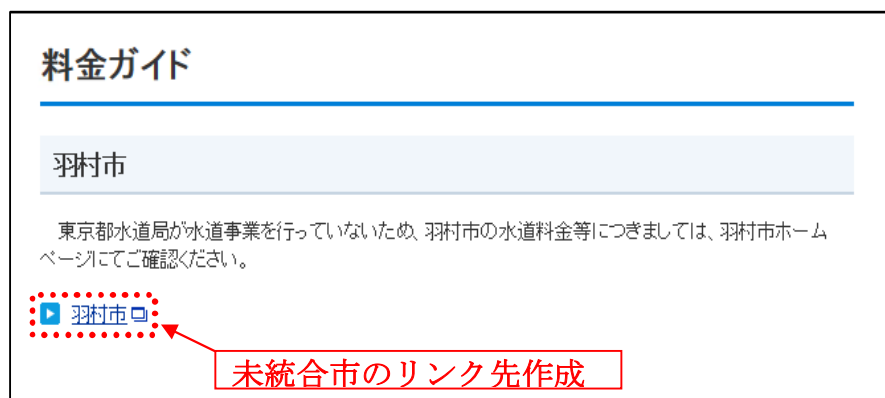 料金ガイド
羽村市
東京都水道局が水道事業を行っていないため、羽村市の水道料金等につきましては、羽村市ホーム
ページにてご確認ください。
羽村市
未統合市のリンク先作成